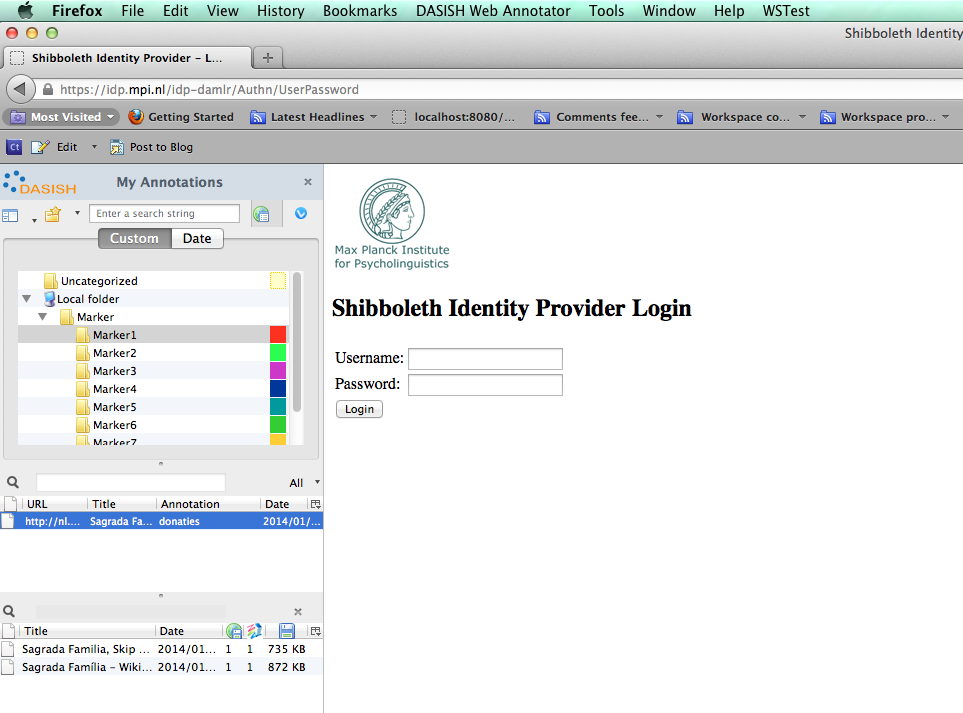 Firefox File Edit View History Bookmarks DASISH Web Annotator Tools Window Help WSTest
Shibboleth Identity
Shibboleth Identity Provider – L...
https://idp.mpi.nl/idp-damlr/Authn/UserPassword
Most Visited Getting Started Latest Headlines localhost:8080/... Comments fee... Workspace co... Workspace pro...
Ct Edit Post to Blog
DASISH My Annotations
Enter a search string
Custom Date
Uncategorized
Local folder
Marker
Marker1
Marker2
Marker3
Marker4
Marker5
Marker6
Marker7
All
URL Title Annotation Date
http://nl.... Sagrada Fa... donaties 2014/01/...
Title Date
Sagrada Familia, Skip ... 2014/01... 1 1 735 KB
Sagrada Família – Wiki... 2014/01... 1 1 872 KB
Max Planck Institute
for Psycholinguistics
Shibboleth Identity Provider Login
Username:
Password:
Login